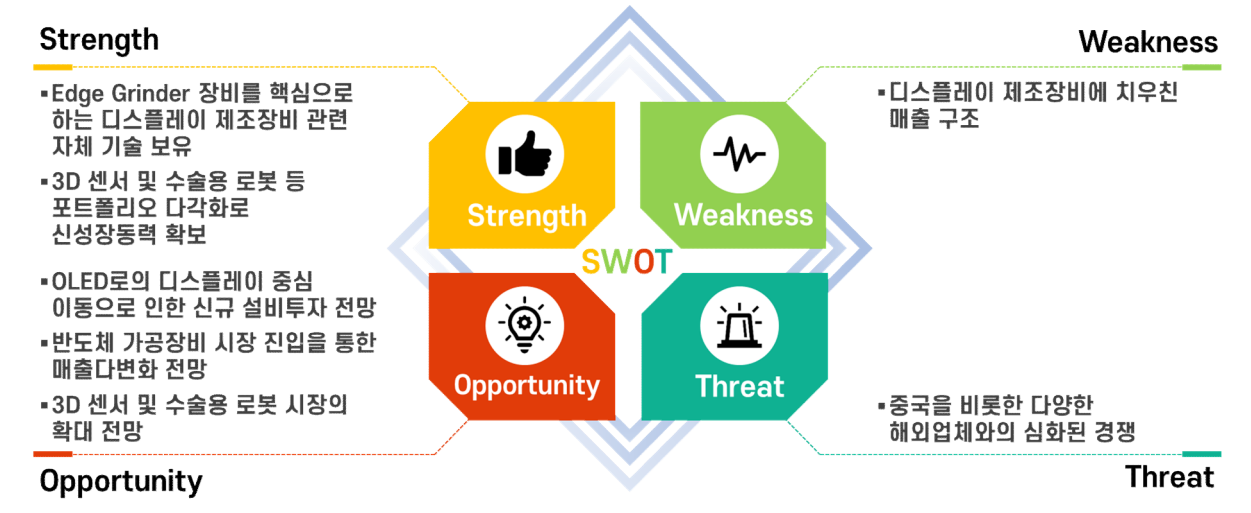 Strength
▪Edge Grinder 장비를 핵심으로
하는 디스플레이 제조장비 관련
자체 기술 보유
▪3D 센서 및 수술용 로봇 등
포트폴리오 다각화로
신성장동력 확보
Weakness
▪디스플레이 제조장비에 치우친
매출 구조
Strength
Weakness
SWOT
Opportunity
Threat
▪OLED로의 디스플레이 중심
이동으로 인한 신규 설비투자 전망
▪반도체 가공장비 시장 진입을 통한
매출다변화 전망
▪3D 센서 및 수술용 로봇 시장의
확대 전망
Opportunity
▪중국을 비롯한 다양한
해외업체와의 심화된 경쟁
Threat